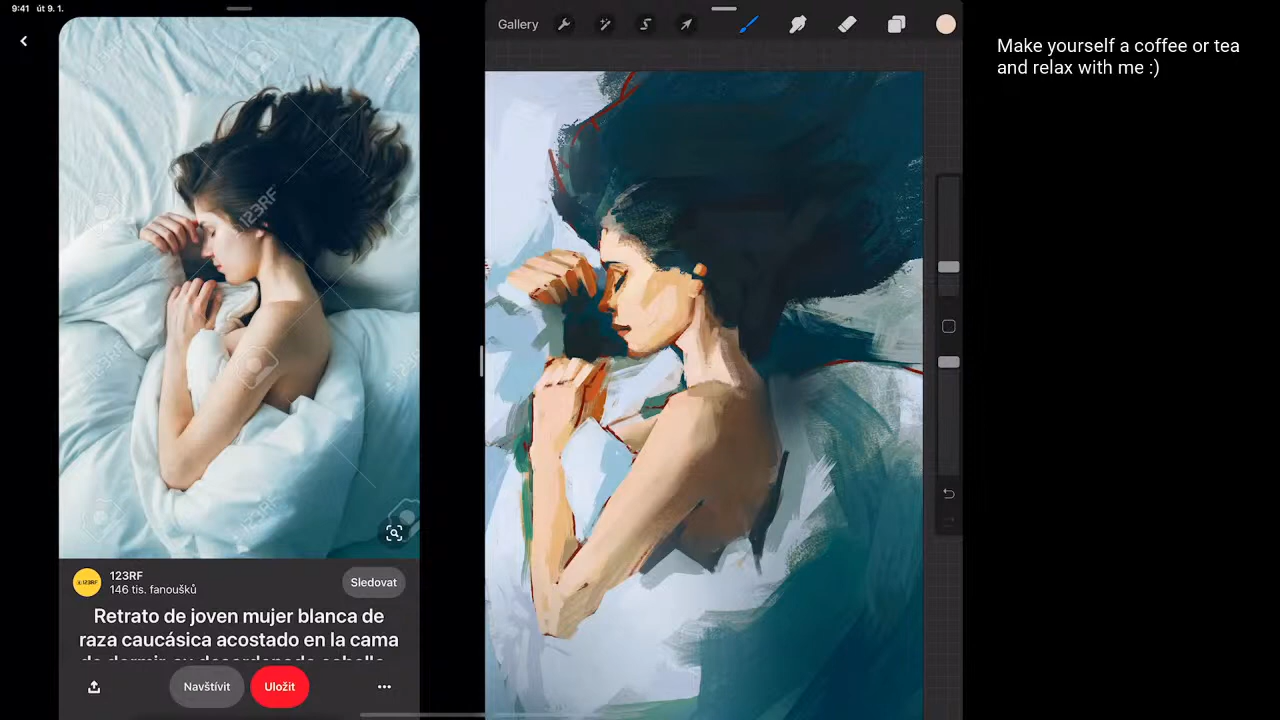 9:41 út 9. 1.
123RF
123RF
146 tis. fanoušků
Sledovat
Retrato de joven mujer blanca de
raza caucásica acostado en la cama
Navštívit
Uložit
Gallery
Make yourself a coffee or tea
and relax with me :)